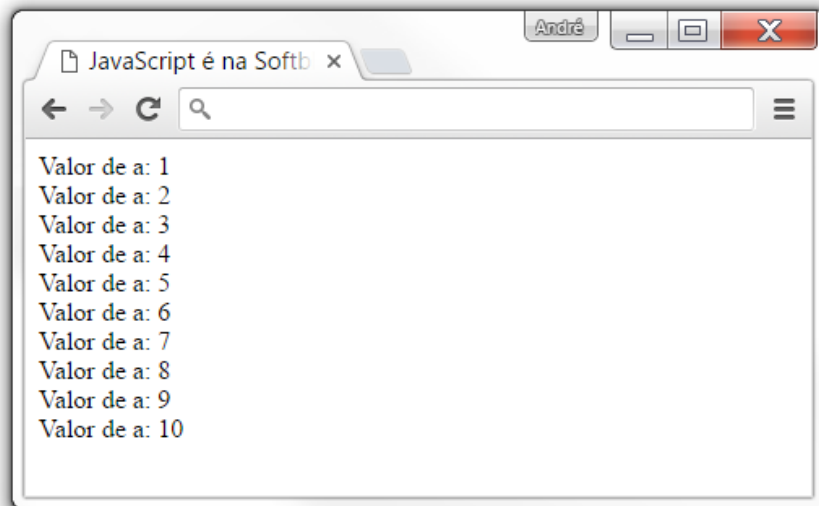 André
JavaScript é na Softb
Valor de a: 1
Valor de a: 2
Valor de a: 3
Valor de a: 4
Valor de a: 5
Valor de a: 6
Valor de a: 7
Valor de a: 8
Valor de a: 9
Valor de a: 10